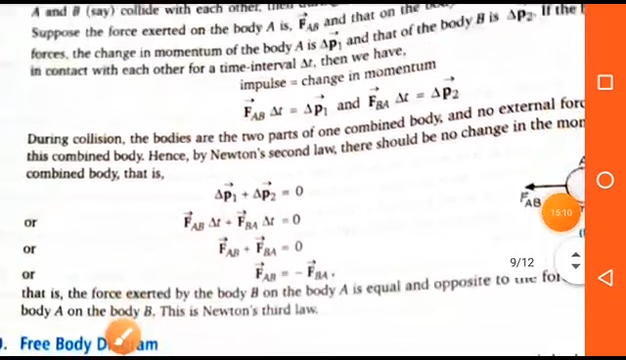 A and B (say) collide with each other, then
Suppose the force exerted on the body A is, F⃗AB and that on the
forces, the change in momentum of the body A is Δp⃗1 and that of the body B is Δp⃗2. If the
in contact with each other for a time-interval Δt, then we have,
impulse = change in momentum
F⃗AB Δt = Δp⃗1 and F⃗BA Δt = Δp⃗2
During collision, the bodies are the two parts of one combined body, and no external
this combined body. Hence, by Newton's second law, there should be no change in the
combined body, that is,
Δp⃗1 + Δp⃗2 = 0
or F⃗AB Δt + F⃗BA Δt = 0
or F⃗AB + F⃗BA = 0
or F⃗AB = − F⃗BA.
that is, the force exerted by the body B on the body A is equal and opposite to the
body A on the body B. This is Newton's third law.
Free Body
F⃗AB
15:10
9/12